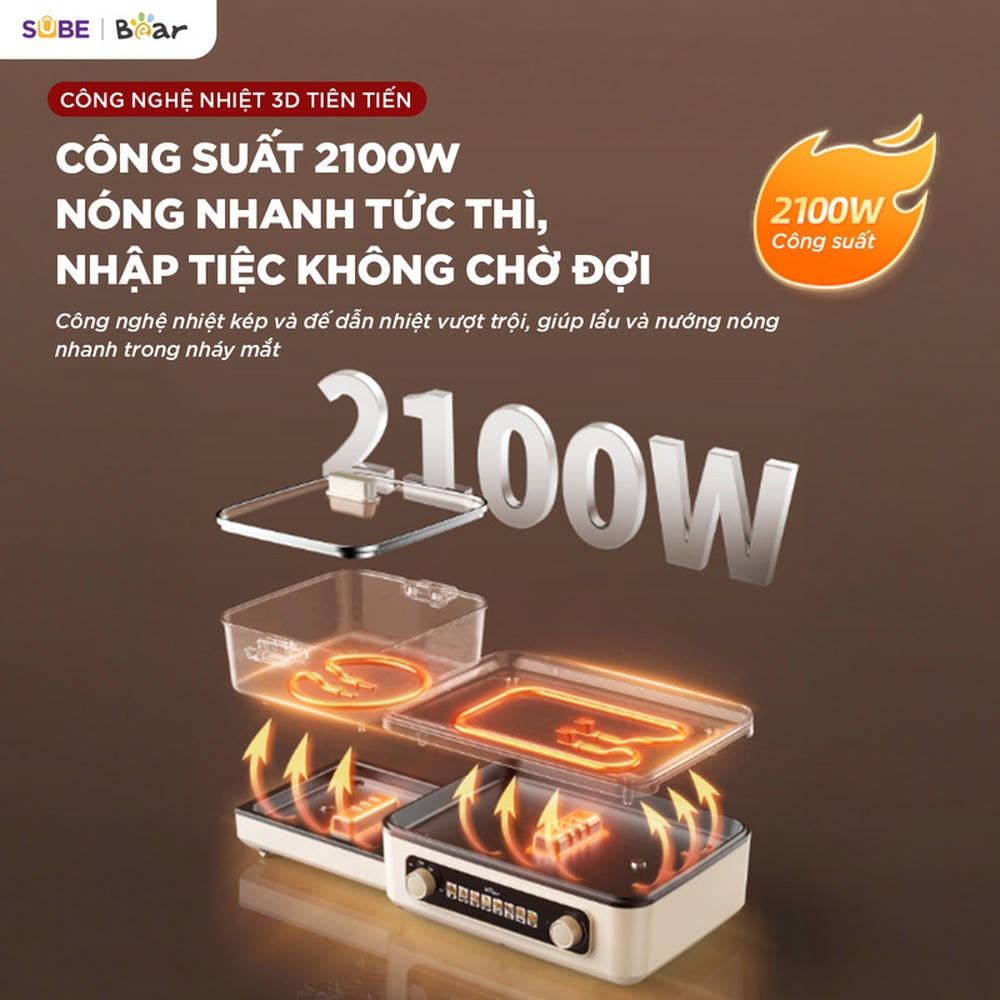 SUBE | Bear
CÔNG NGHỆ NHIỆT 3D TIÊN TIẾN
CÔNG SUẤT 2100W
NÓNG NHANH TỨC THÌ,
NHẬP TIỆC KHÔNG CHỜ ĐỢI
Công nghệ nhiệt kép và đế dẫn nhiệt vượt trội, giúp lẩu và nướng nóng
nhanh trong nháy mắt
2100W
Công suất
2100W
Bear